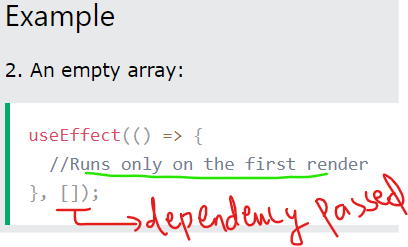 Example
2. An empty array:
useEffect(() => {
//Runs only on the first render
}, []);
dependency passed